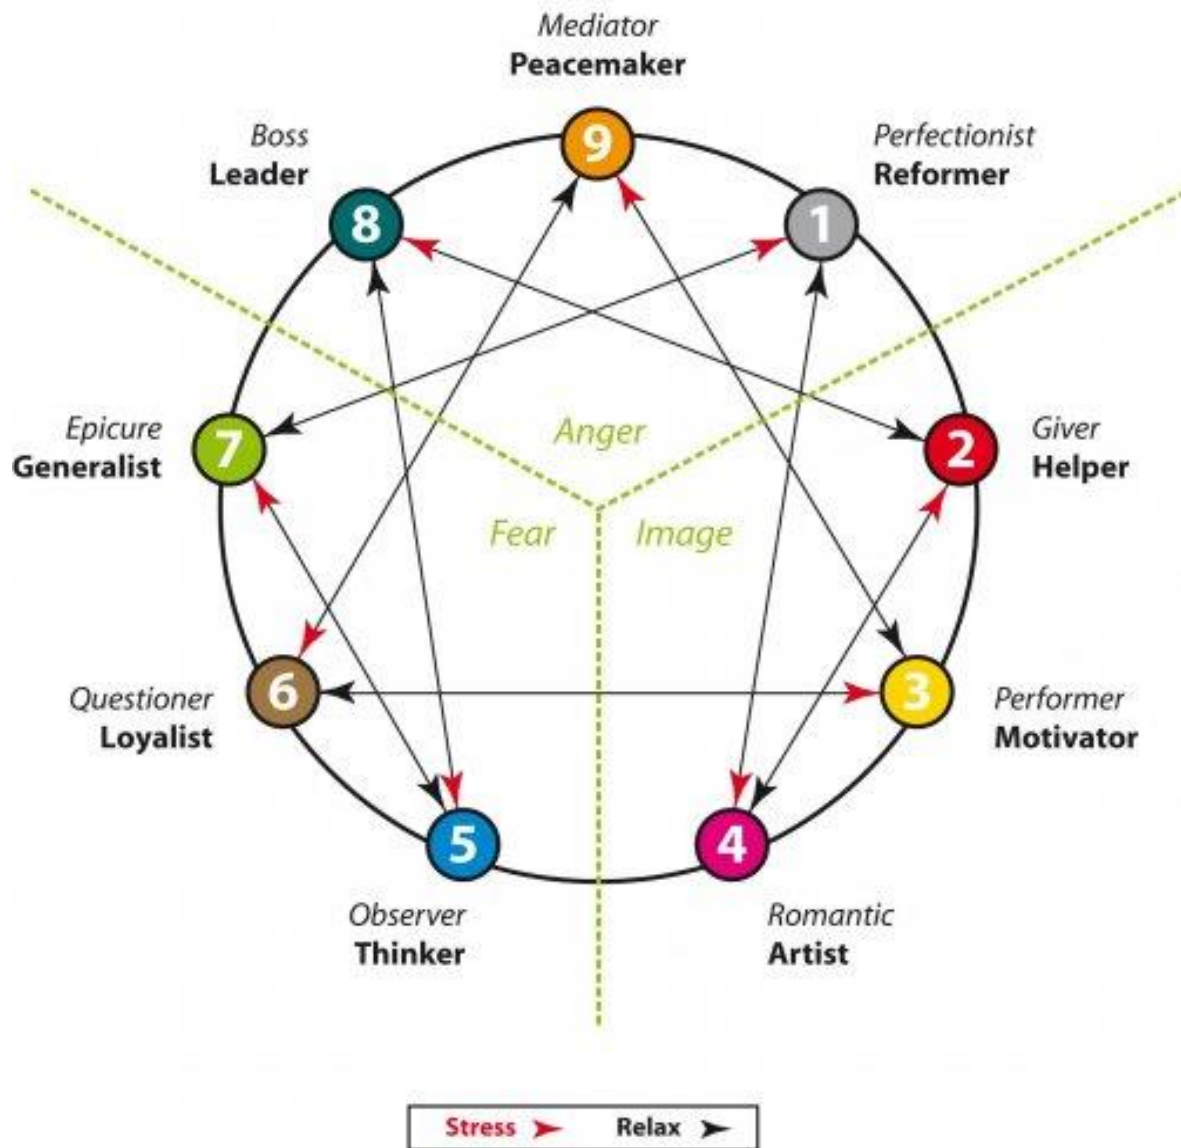 Mediator
Peacemaker
9
Boss
Leader
8
Perfectionist
Reformer
1
Epicure
Generalist
7
Anger
Giver
Helper
2
Fear
Image
Questioner
Loyalist
6
Performer
Motivator
3
5
4
Observer
Thinker
Romantic
Artist
Stress Relax